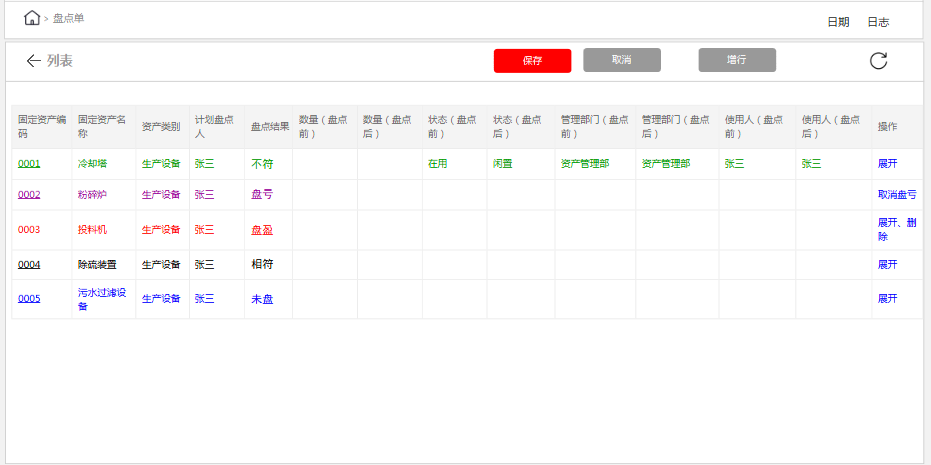 > 盘点单
日期 日志
列表
保存 取消 增行
固定资产编码 固定资产名称 资产类别 计划盘点人 盘点结果 数量（盘点前） 数量（盘点后） 状态（盘点前） 状态（盘点后） 管理部门（盘点前） 管理部门（盘点后） 使用人（盘点前） 使用人（盘点后） 操作
0001 冷却塔 生产设备 张三 不符 在用 闲置 资产管理部 资产管理部 张三 张三 展开
0002 粉碎炉 生产设备 张三 盘亏 取消盘亏
0003 投料机 生产设备 张三 盘盈 展开、删除
0004 除硫装置 生产设备 张三 相符 展开
0005 污水过滤设备 生产设备 张三 未盘 展开